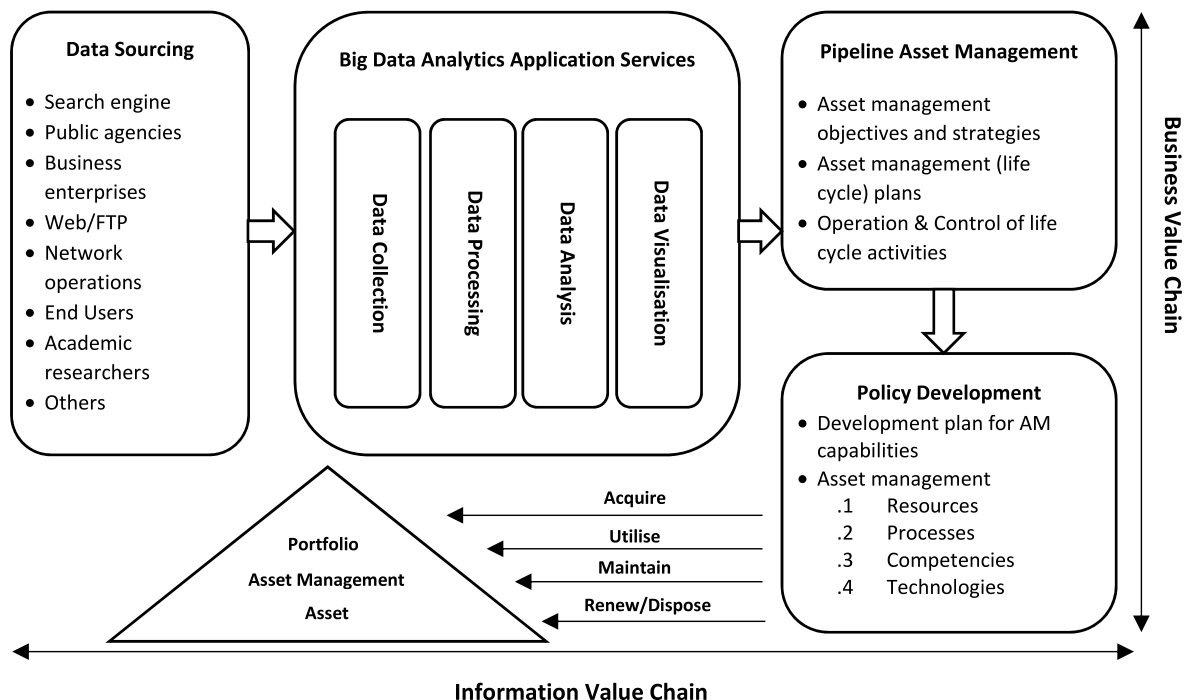 Data Sourcing
• Search engine
• Public agencies
• Business
enterprises
• Web/FTP
• Network
operations
• End Users
• Academic
researchers
• Others
Big Data Analytics Application Services
Data Collection
Data Processing
Data Analysis
Data Visualisation
Pipeline Asset Management
• Asset management
objectives and strategies
• Asset management (life
cycle) plans
• Operation & Control of life
cycle activities
Business Value Chain
Policy Development
• Development plan for AM
capabilities
• Asset management
.1 Resources
.2 Processes
.3 Competencies
.4 Technologies
Acquire
Utilise
Maintain
Renew/Dispose
Portfolio
Asset Management
Asset
Information Value Chain